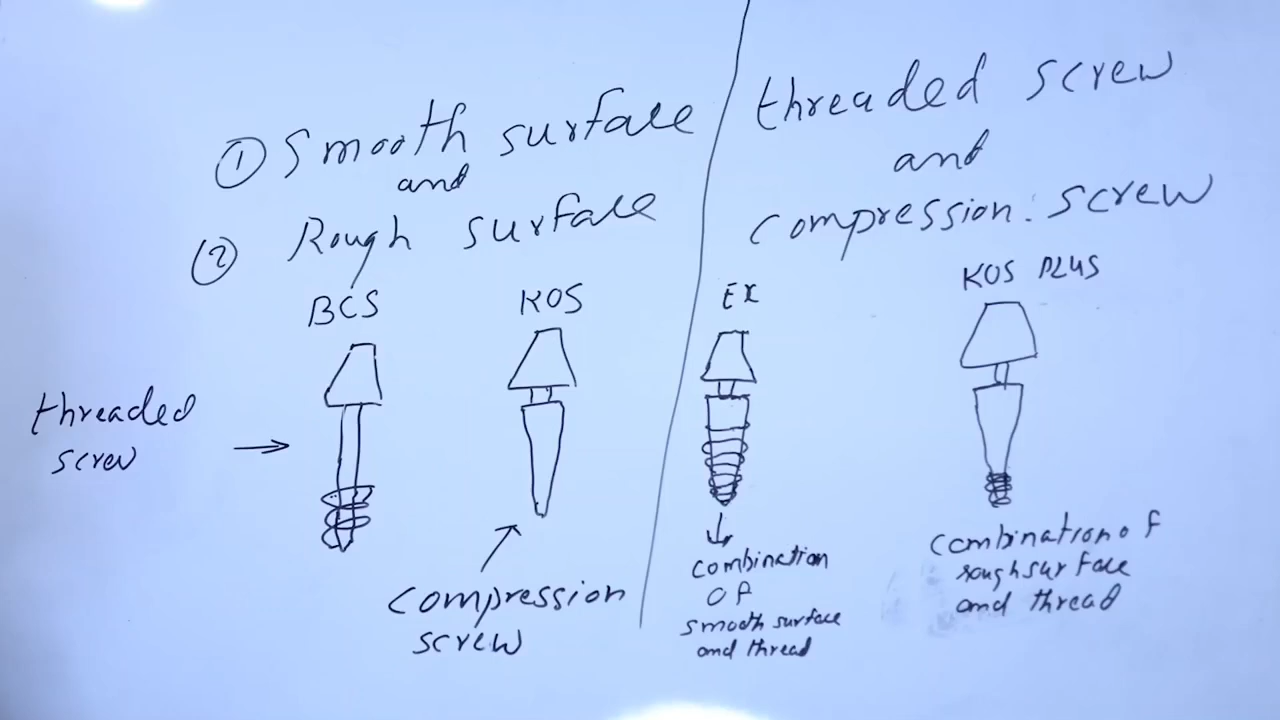 ① Smooth surface
and
② Rough surface
BCS
KOS
threaded
screw
→
compression
screw
threaded screw
and
compression. screw
EX
KOS PLUS
combination
of
smooth surface
and thread
combination of
rough surface
and thread